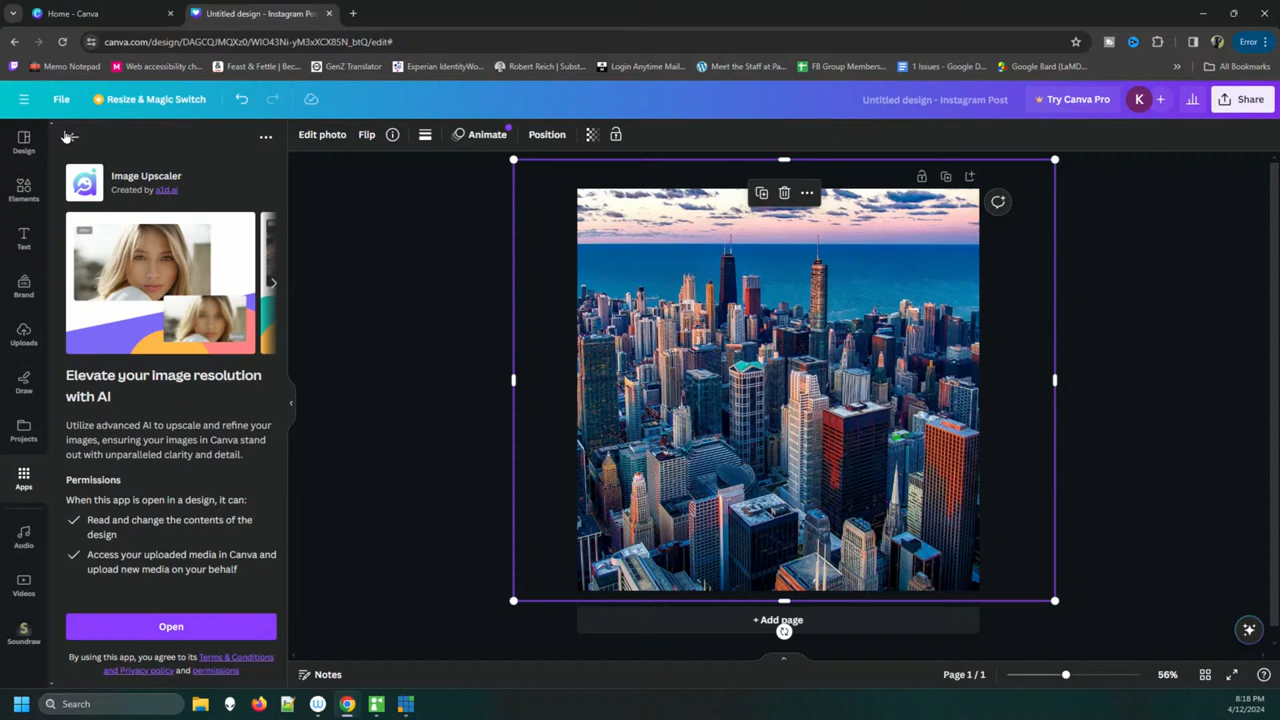 Home - Canva
Untitled design - Instagram Pos
canva.com/design/DAGCQJMQXz0/WIO43Ni-yM3xXCX85N_btQ/edit#
Error
Memo Notepad
Web accessibility ch...
Feast & Fettle | Bec...
GenZ Translator
Experian IdentityWo...
Robert Reich | Subst...
Login Anytime Mail...
Meet the Staff at Pa...
FB Group Members...
1 Issues - Google D...
Google Bard (LaMD...
All Bookmarks
File
Resize & Magic Switch
Untitled design - Instagram Post
Try Canva Pro
K
Share
Design
Elements
Text
Brand
Uploads
Draw
Projects
Apps
Audio
Videos
Soundraw
Image Upscaler
Created by a1d.ai
After
Elevate your image resolution
with AI
Utilize advanced AI to upscale and refine your
images, ensuring your images in Canva stand
out with unparalleled clarity and detail.
Permissions
When this app is open in a design, it can:
Read and change the contents of the
design
Access your uploaded media in Canva and
upload new media on your behalf
Open
By using this app, you agree to its Terms & Conditions
and Privacy policy and permissions
Edit photo
Flip
Animate
Position
+ Add page
Notes
Page 1 / 1
56%
Search
8:18 PM
4/12/2024